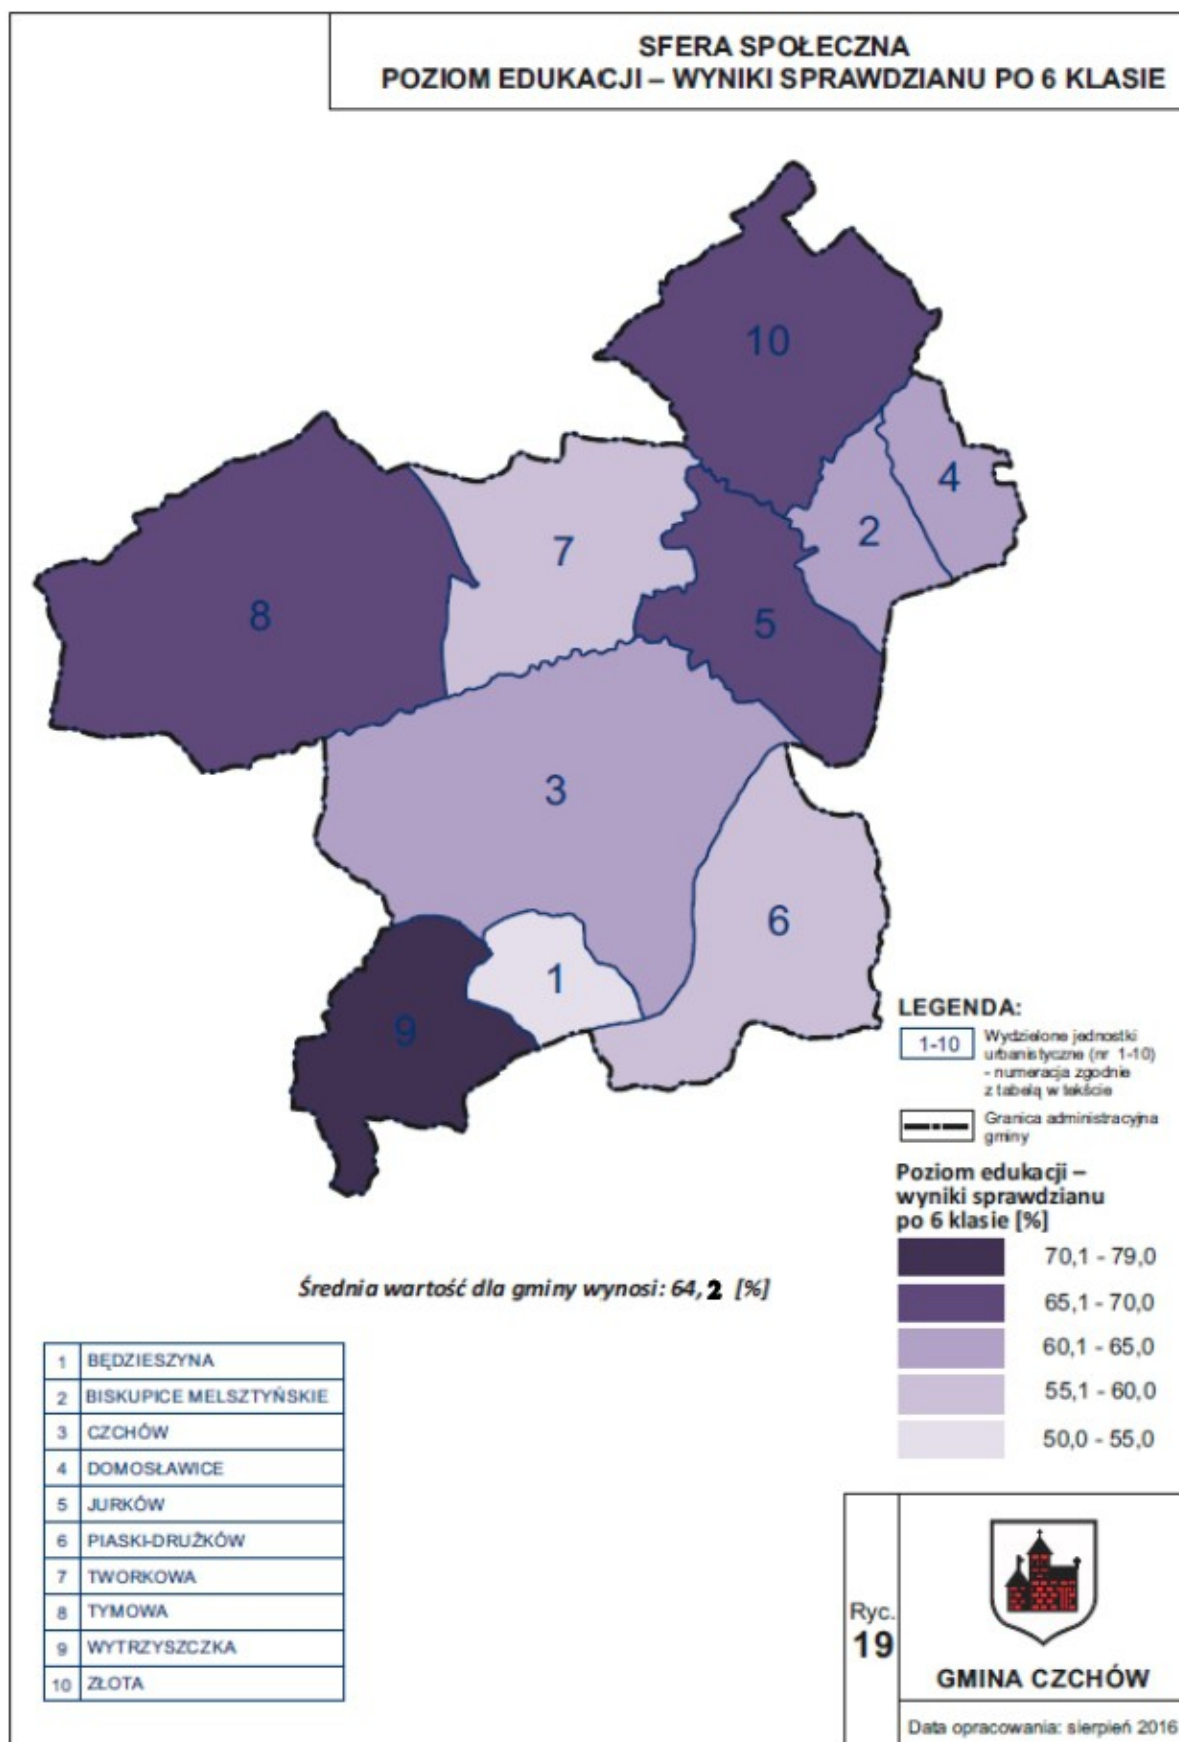 SFERA SPOŁECZNA
POZIOM EDUKACJI – WYNIKI SPRAWDZIANU PO 6 KLASIE
10
4
2
7
8
5
3
6
1
9
LEGENDA:
1-10
Wydzielone jednostki
urbanistyczne (nr 1-10)
- numeracja zgodnie
z tabelą w tekście
Granica administracyjna
gminy
Poziom edukacji –
wyniki sprawdzianu
po 6 klasie [%]
70,1 - 79,0
65,1 - 70,0
60,1 - 65,0
55,1 - 60,0
50,0 - 55,0
Średnia wartość dla gminy wynosi: 64,2 [%]
1 BĘDZIESZYNA
2 BISKUPICE MELSZTYŃSKIE
3 CZCHÓW
4 DOMOSŁAWICE
5 JURKÓW
6 PIASKI-DRUŻKÓW
7 TWORKOWA
8 TYMOWA
9 WYTRZYSZCZKA
10 ZŁOTA
Ryc.
19
GMINA CZCHÓW
Data opracowania: sierpień 2016